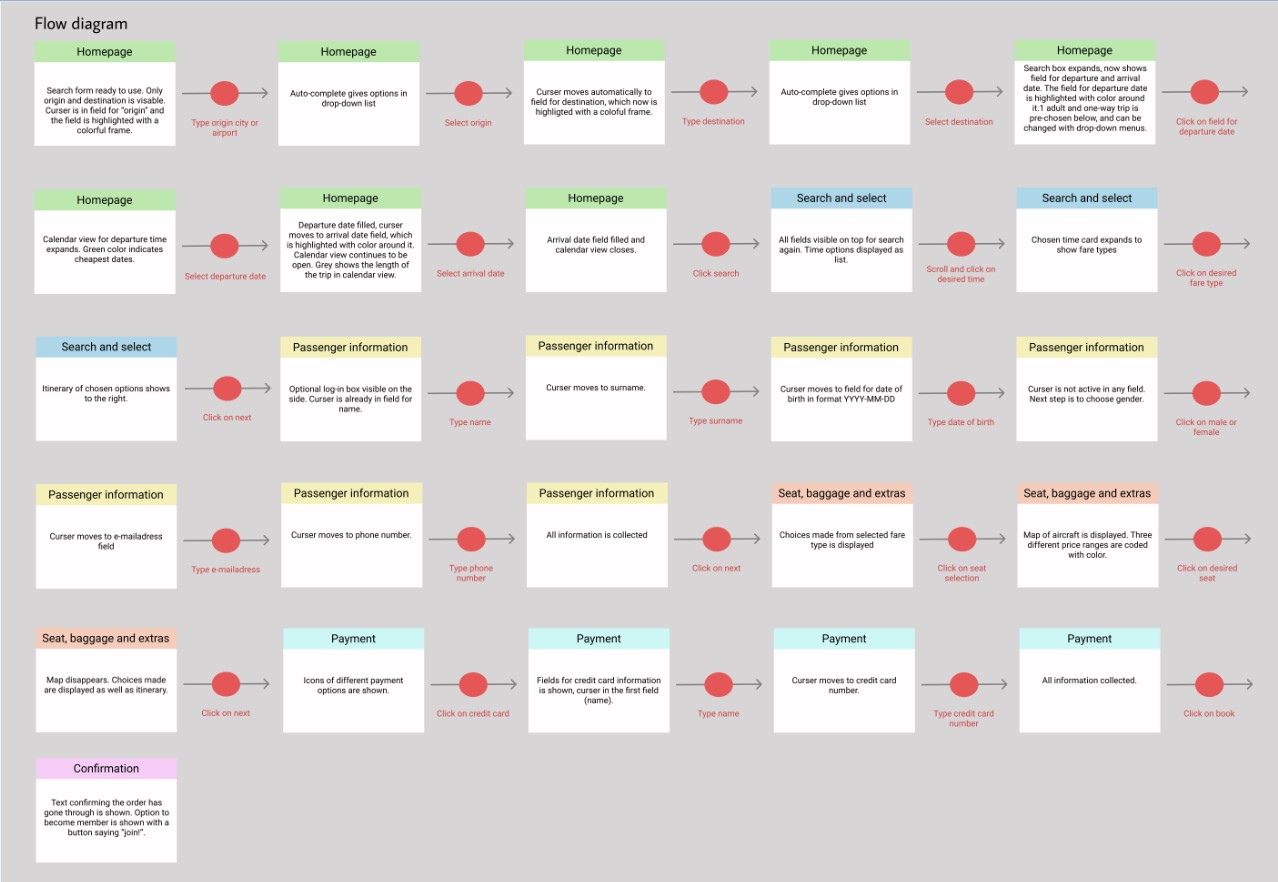 Flow diagram
Homepage
Search form ready to use. Only
origin and destination is visable.
Curser is in field for "origin" and
the field is highlighted with a
colorful frame.
Type origin city or
airport
Homepage
Auto-complete gives options in
drop-down list
Select origin
Homepage
Curser moves automatically to
field for destination, which now is
highligted with a coloful frame.
Type destination
Homepage
Auto-complete gives options in
drop-down list
Select destination
Homepage
Search box expands, now shows
field for departure and arrival
date. The field for departure date
is highlighted with color around
it.1 adult and one-way trip is
pre-chosen below, and can be
changed with drop-down menus.
Click on field for
departure date
Homepage
Calendar view for departure time
expands. Green color indicates
cheapest dates.
Select departure date
Homepage
Departure date filled, curser
moves to arrival date field, which
is highlighted with color around it.
Calendar view continues to be
open. Grey shows the length of
the trip in calendar view.
Select arrival date
Homepage
Arrival date field filled and
calendar view closes.
Click search
Search and select
All fields visible on top for search
again. Time options displayed as
list.
Scroll and click on
desired time
Search and select
Chosen time card expands to
show fare types
Click on desired
fare type
Search and select
Itinerary of chosen options shows
to the right.
Click on next
Passenger information
Optional log-in box visible on the
side. Curser is already in field for
name.
Type name
Passenger information
Curser moves to surname.
Type surname
Passenger information
Curser moves to field for date of
birth in format YYYY-MM-DD
Type date of birth
Passenger information
Curser is not active in any field.
Next step is to choose gender.
Click on male or
female
Passenger information
Curser moves to e-mailadress
field
Type e-mailadress
Passenger information
Curser moves to phone number.
Type phone
number
Passenger information
All information is collected
Click on next
Seat, baggage and extras
Choices made from selected fare
type is displayed
Click on seat
selection
Seat, baggage and extras
Map of aircraft is displayed. Three
different price ranges are coded
with color.
Click on desired
seat
Seat, baggage and extras
Map disappears. Choices made
are displayed as well as itinerary.
Click on next
Payment
Icons of different payment
options are shown.
Click on credit card
Payment
Fields for credit card information
is shown, curser in the first field
(name).
Type name
Payment
Curser moves to credit card
number.
Type credit card
number
Payment
All information collected.
Click on book
Confirmation
Text confirming the order has
gone through is shown. Option to
become member is shown with a
button saying "join!".